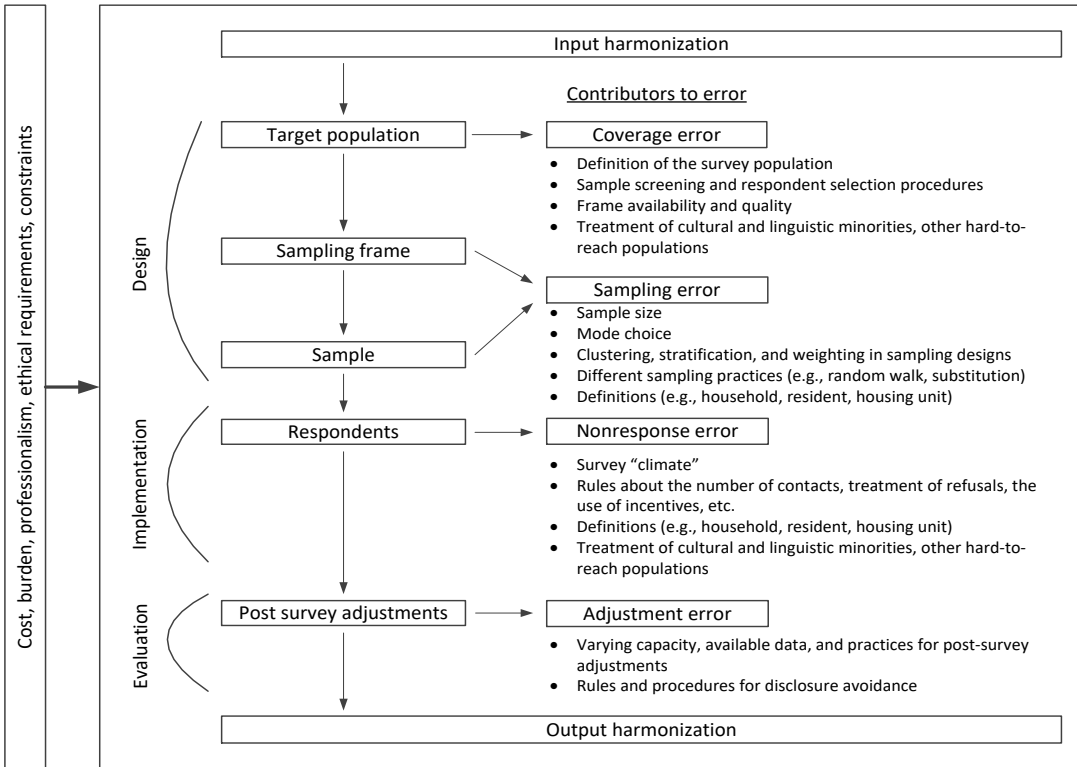 Cost, burden, professionalism, ethical requirements, constraints
Input harmonization
Contributors to error
Design
Target population
Coverage error
• Definition of the survey population
• Sample screening and respondent selection procedures
• Frame availability and quality
• Treatment of cultural and linguistic minorities, other hard-to-
reach populations
Sampling frame
Sampling error
• Sample size
• Mode choice
• Clustering, stratification, and weighting in sampling designs
• Different sampling practices (e.g., random walk, substitution)
• Definitions (e.g., household, resident, housing unit)
Sample
Implementation
Respondents
Nonresponse error
• Survey “climate”
• Rules about the number of contacts, treatment of refusals, the
use of incentives, etc.
• Definitions (e.g., household, resident, housing unit)
• Treatment of cultural and linguistic minorities, other hard-to-
reach populations
Evaluation
Post survey adjustments
Adjustment error
• Varying capacity, available data, and practices for post-survey
adjustments
• Rules and procedures for disclosure avoidance
Output harmonization